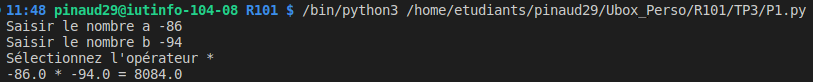 11:48 pinaud29@iutinfo-104-08 R101 $ /bin/python3 /home/etudiants/pinaud29/Ubox_Perso/R101/TP3/P1.py
Saisir le nombre a -86
Saisir le nombre b -94
Sélectionnez l'opérateur *
-86.0 * -94.0 = 8084.0